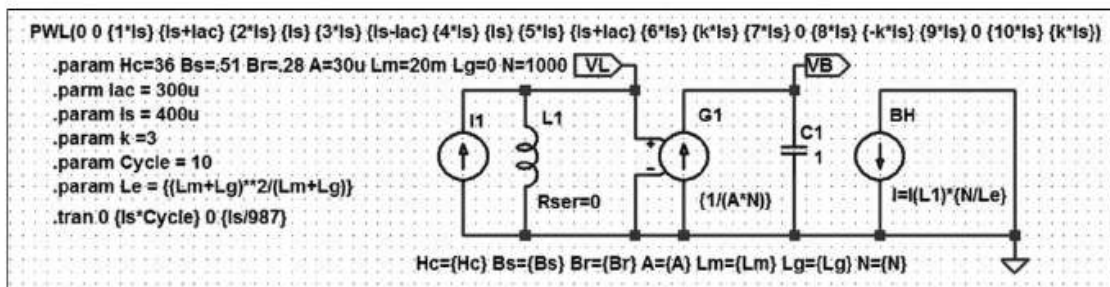 PWL(0 0 {1*Is} {Is+Iac} {2*Is} {Is} {3*Is} {Is-Iac} {4*Is} {Is} {5*Is} {Is+Iac} {6*Is} {k*Is} {7*Is} 0 {8*Is} {-k*Is} {9*Is} 0 {10*Is} {k*Is})
.param Hc=36 Bs=.51 Br=.28 A=30u Lm=20m Lg=0 N=1000
.parm Iac = 300u
.param Is = 400u
.param k =3
.param Cycle = 10
.param Le = {(Lm+Lg)**2/(Lm+Lg)}
.tran 0 {Is*Cycle} 0 {Is/987}
VL
VB
I1
L1
Rser=0
G1
+
-
{1/(A*N)}
C1
1
BH
I=I(L1)*{N/Le}
Hc={Hc} Bs={Bs} Br={Br} A={A} Lm={Lm} Lg={Lg} N={N}